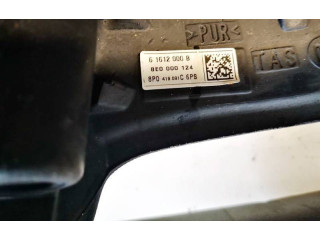 >PUR<
6 1612 000 B
8E0 000 124
8P0 419 091C 6PS
TAS